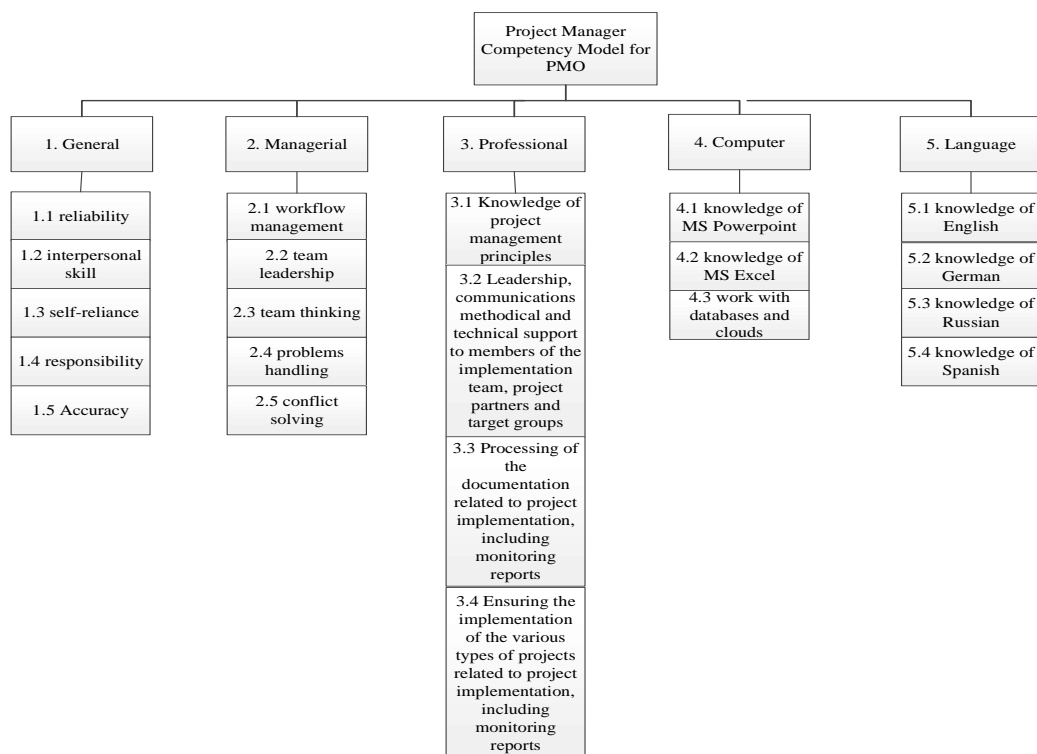 Project Manager
Competency Model for
PMO
1. General
2. Managerial
3. Professional
4. Computer
5. Language
1.1 reliability
1.2 interpersonal
skill
1.3 self-reliance
1.4 responsibility
1.5 Accuracy
2.1 workflow
management
2.2 team
leadership
2.3 team thinking
2.4 problems
handling
2.5 conflict
solving
3.1 Knowledge of
project
management
principles
3.2 Leadership,
communications
methodical and
technical support
to members of the
implementation
team, project
partners and
target groups
3.3 Processing of
the
documentation
related to project
implementation,
including
monitoring
reports
3.4 Ensuring the
implementation
of the various
types of projects
related to project
implementation,
including
monitoring
reports
4.1 knowledge of
MS Powerpoint
4.2 knowledge of
MS Excel
4.3 work with
databases and
clouds
5.1 knowledge of
English
5.2 knowledge of
German
5.3 knowledge of
Russian
5.4 knowledge of
Spanish